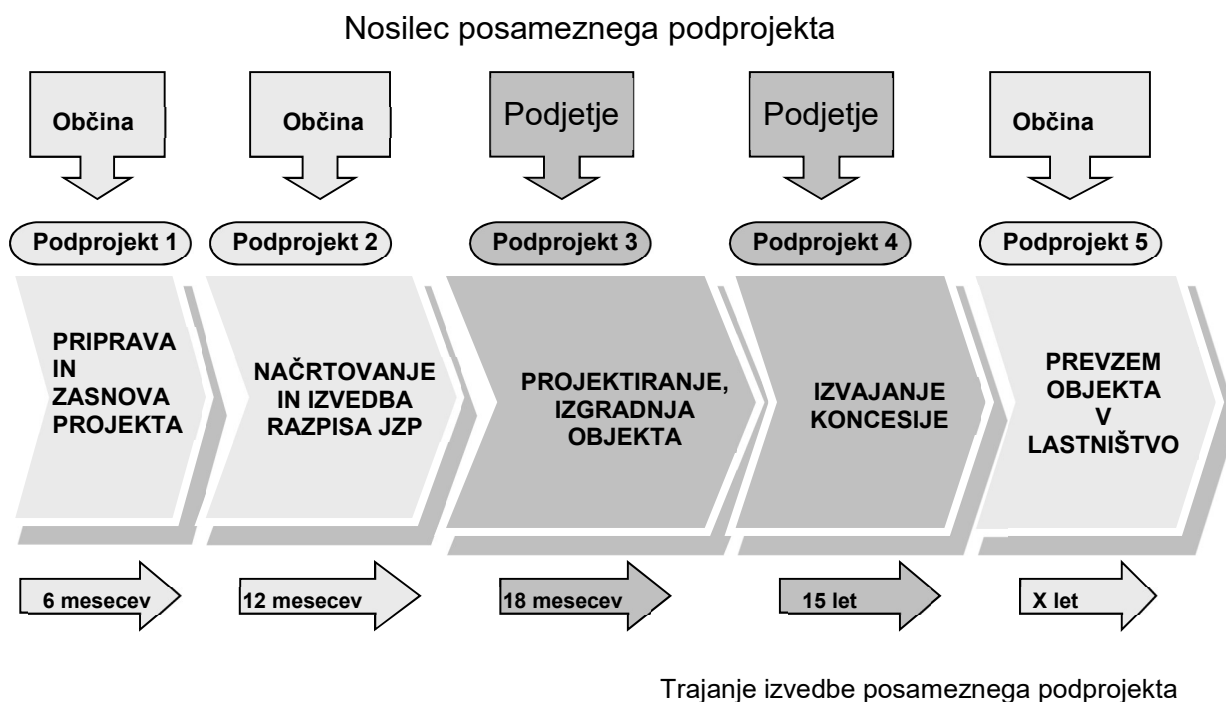 Nosilec posameznega podprojekta
Občina
Občina
Podjetje
Podjetje
Občina
Podprojekt 1
Podprojekt 2
Podprojekt 3
Podprojekt 4
Podprojekt 5
PRIPRAVA
IN
ZASNOVA
PROJEKTA
NAČRTOVANJE
IN IZVEDBA
RAZPISA JZP
PROJEKTIRANJE,
IZGRADNJA
OBJEKTA
IZVAJANJE
KONCESIJE
PREVZEM
OBJEKTA
V
LASTNIŠTVO
6 mesecev
12 mesecev
18 mesecev
15 let
X let
Trajanje izvedbe posameznega podprojekta